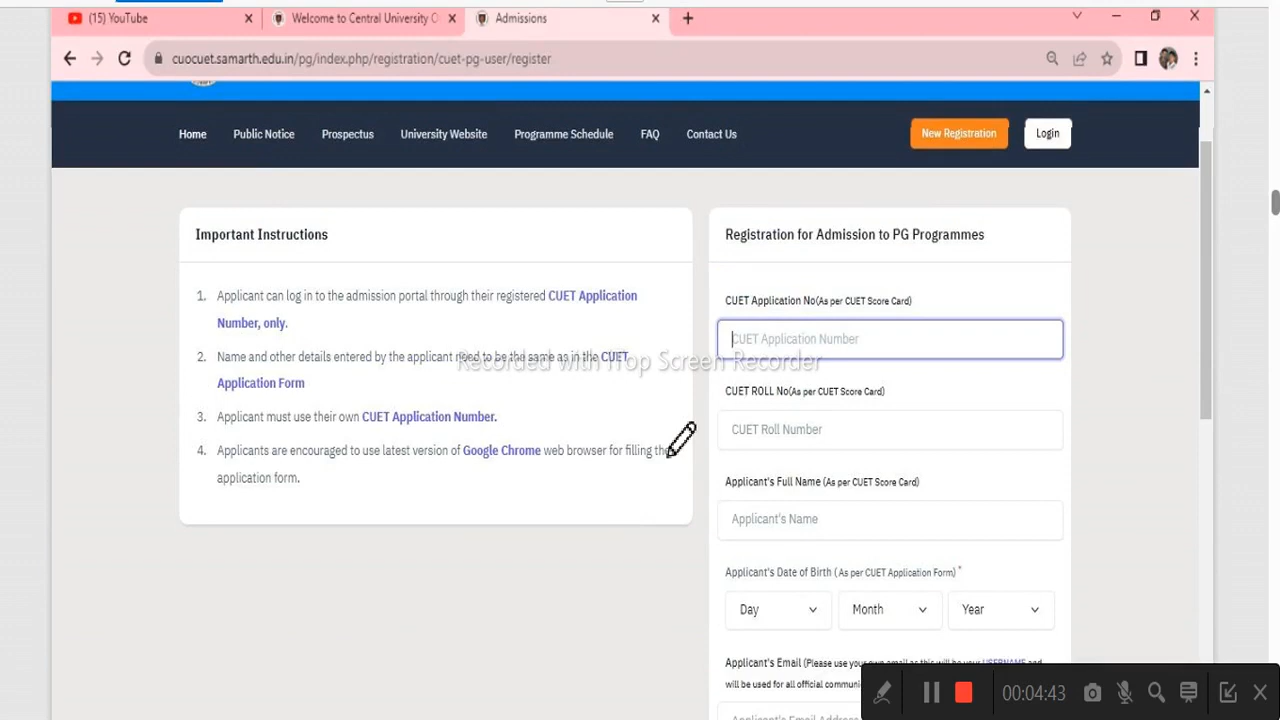 (15) YouTube
Welcome to Central University O
Admissions
cuocuet.samarth.edu.in/pg/index.php/registration/cuet-pg-user/register
Home
Public Notice
Prospectus
University Website
Programme Schedule
FAQ
Contact Us
New Registration
Login
Important Instructions
1. Applicant can log in to the admission portal through their registered CUET Application
Number, only.
2. Name and other details entered by the applicant need to be the same as in the CUET
Application Form
3. Applicant must use their own CUET Application Number.
4. Applicants are encouraged to use latest version of Google Chrome web browser for filling the
application form.
Registration for Admission to PG Programmes
CUET Application No(As per CUET Score Card)
CUET Application Number
Recorded with iTop Screen Recorder
CUET ROLL No(As per CUET Score Card)
CUET Roll Number
Applicant's Full Name (As per CUET Score Card)
Applicant's Name
Applicant's Date of Birth ( As per CUET Application Form) *
Day
Month
Year
Applicant's Email (Please use your own email as this will be your USERNAME and
will be used for all official communi
Applicant's Email Address
00:04:43